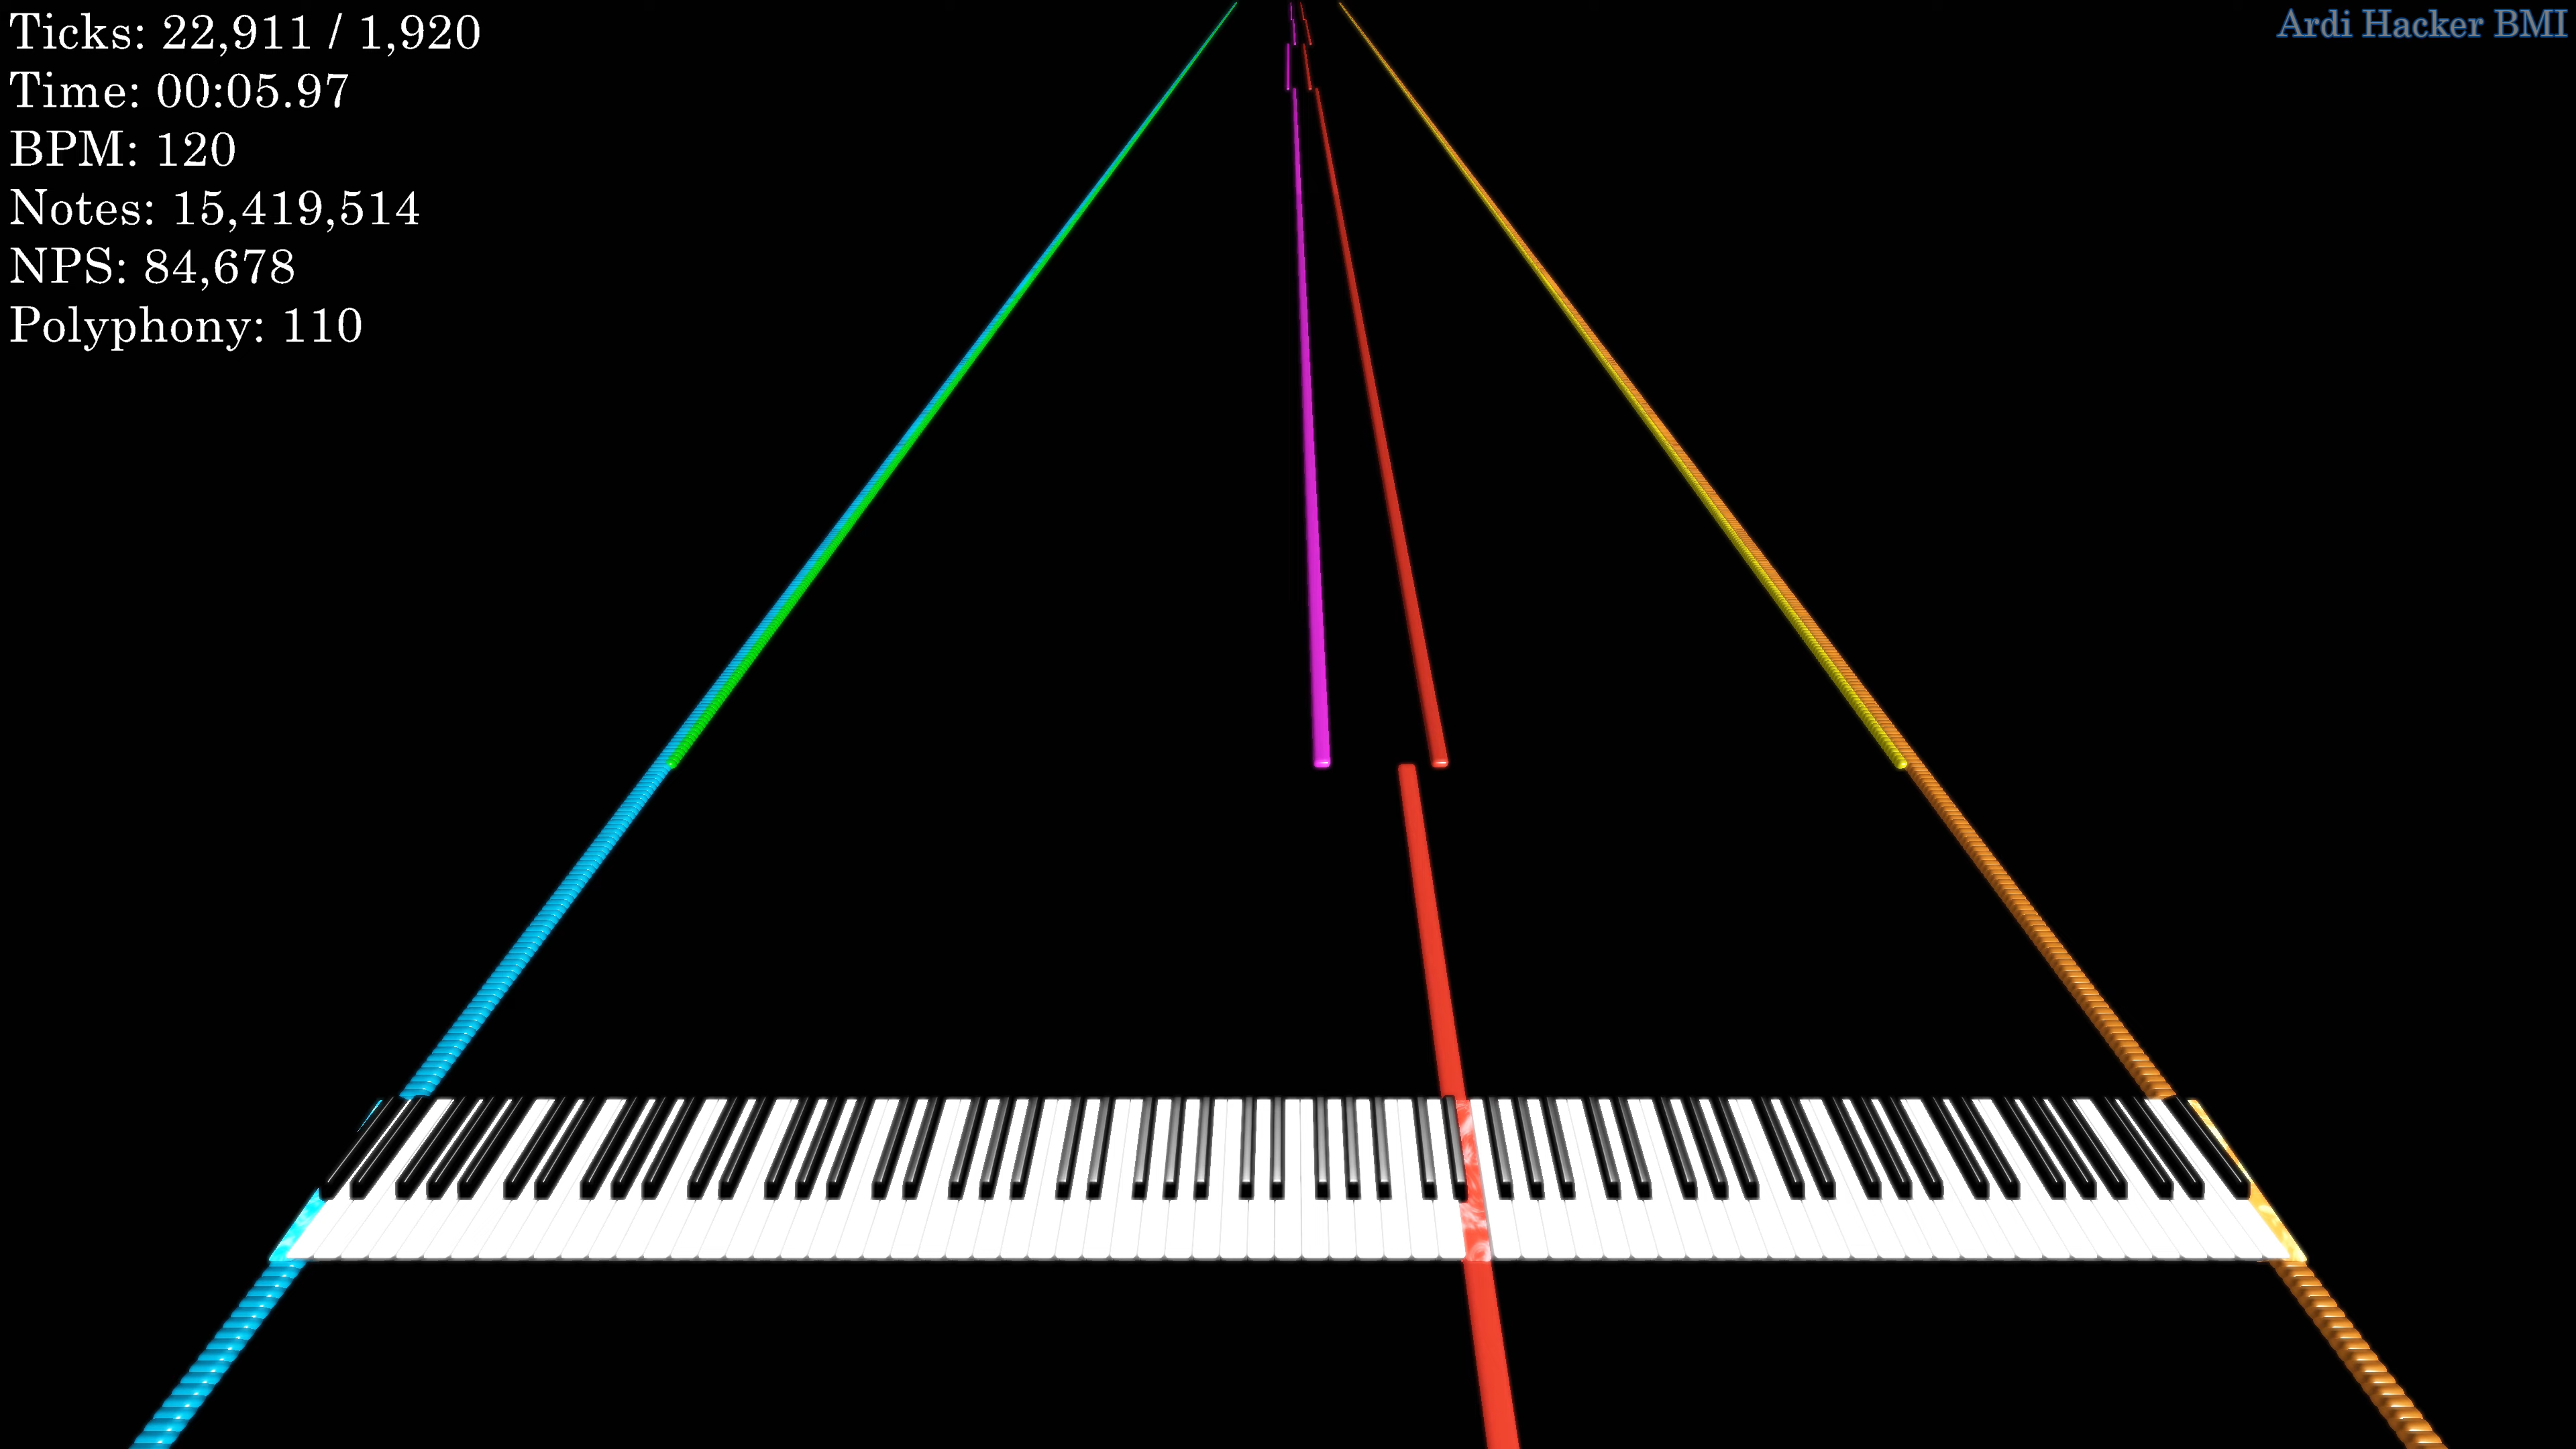 Ticks: 22,911 / 1,920
Ardi Hacker BMI
Time: 00:05.97
BPM: 120
Notes: 15,419,514
NPS: 84,678
Polyphony: 110